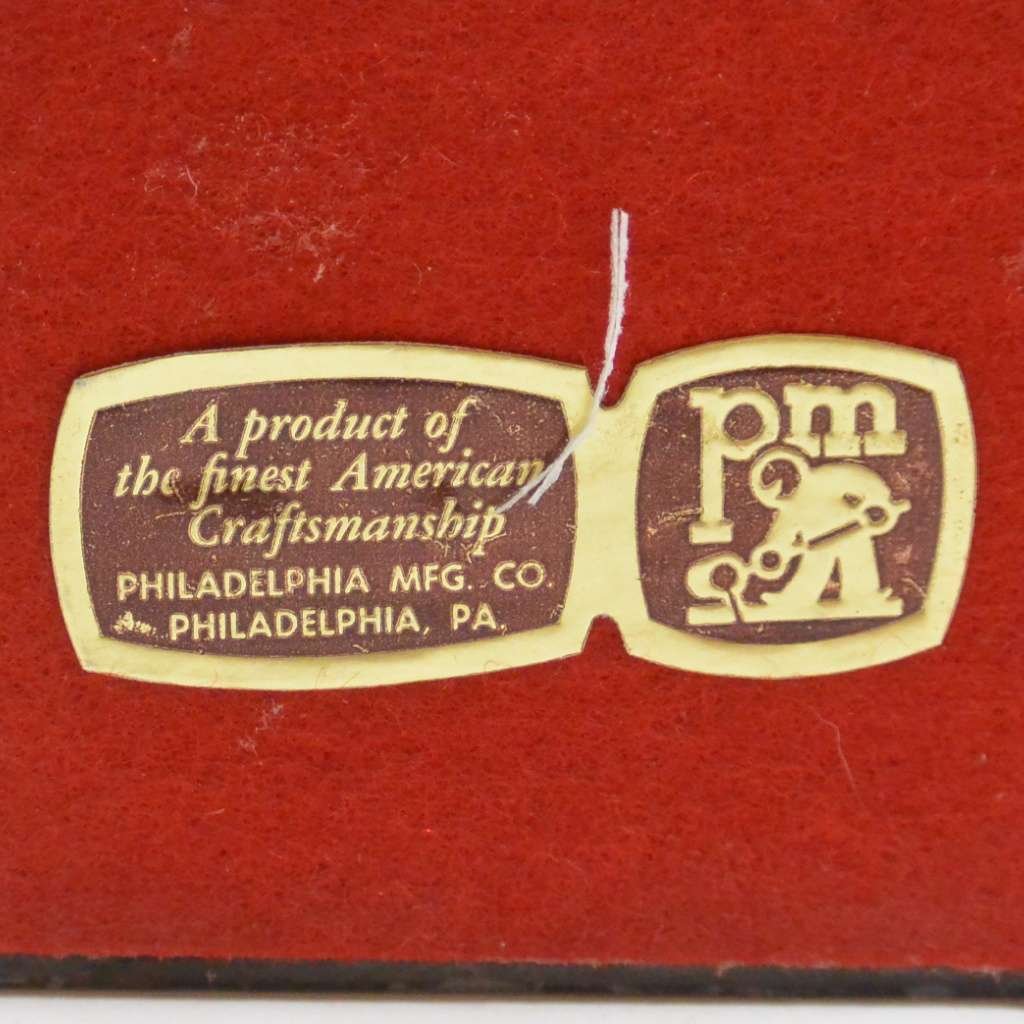 A product of
the finest American
Craftsmanship
PHILADELPHIA MFG. CO.
PHILADELPHIA, PA.
pm